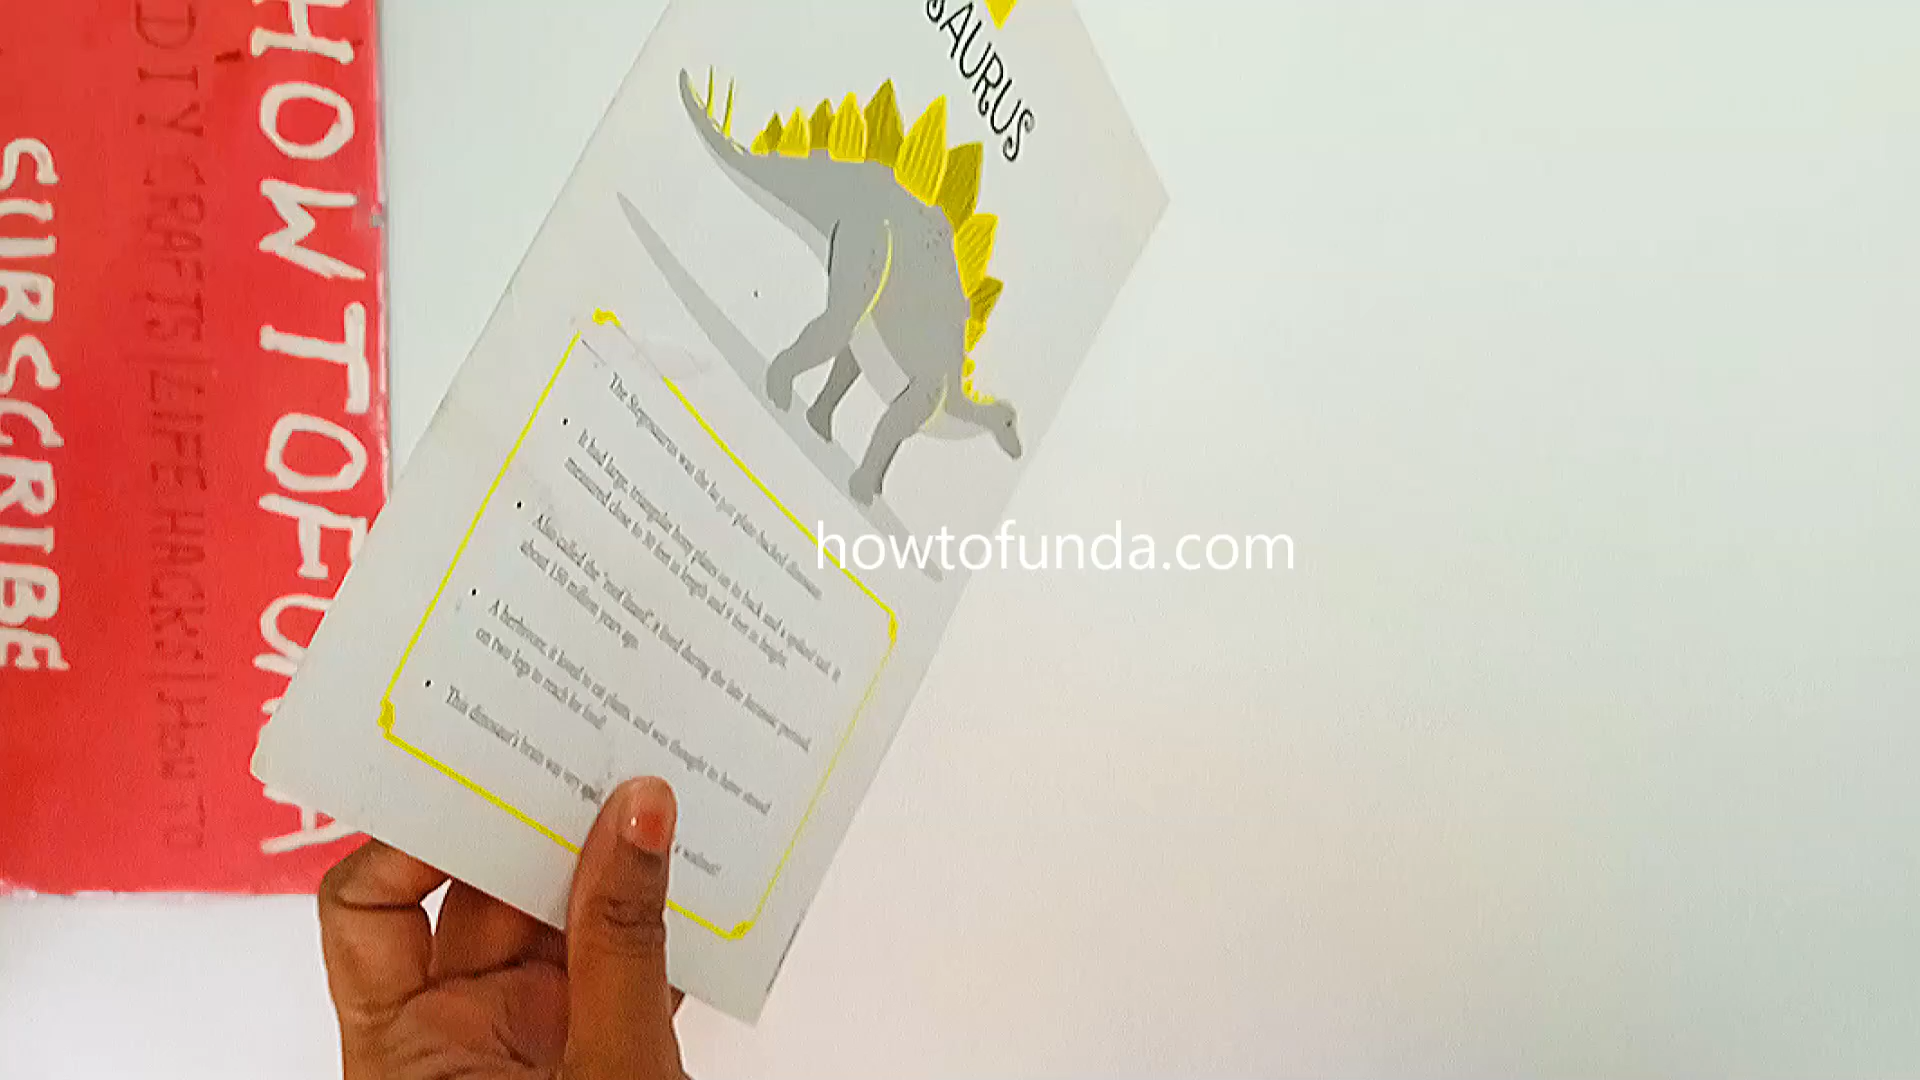 HOWTOFUNDA
DIY CRAFTS|LIFE HACKS|HOW TO
SUBSCRIBE
SAURUS
The Stegosaurus was the plate backed dinosaur.
It had large, triangular bony plates on its back and a spiked tail. It
measured close to 30 feet in length and 9 feet in height.
Also called the "roof lizard", it lived during the late Jurassic period,
about 150 million years ago.
A herbivore, it loved to eat plants, and was thought to have stood
on two legs to reach for food!
This dinosaur's brain was very
a walnut!
howtofunda.com